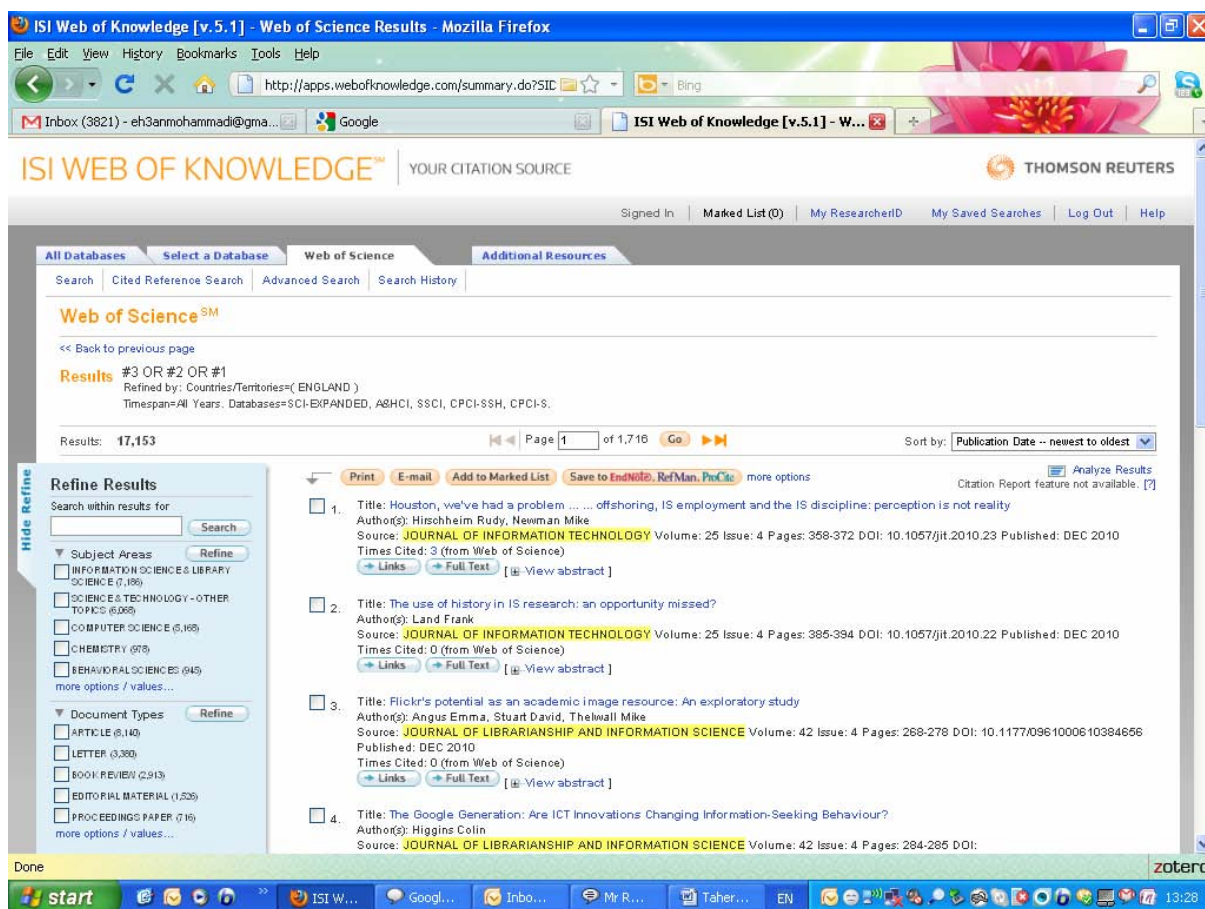 ISI Web of Knowledge [v.5.1] - Web of Science Results - Mozilla Firefox
File Edit View History Bookmarks Tools Help
http://apps.webofknowledge.com/summary.do?SID
Bing
Inbox (3821) - eh3anmohammadi@gma...
Google
ISI Web of Knowledge [v.5.1] - W...
ISI WEB OF KNOWLEDGE℠
YOUR CITATION SOURCE
THOMSON REUTERS
Signed In Marked List (0) My ResearcherID My Saved Searches Log Out Help
All Databases Select a Database Web of Science Additional Resources
Search Cited Reference Search Advanced Search Search History
Web of Science℠
<< Back to previous page
Results #3 OR #2 OR #1
Refined by: Countries/Territories=( ENGLAND )
Timespan=All Years. Databases=SCI-EXPANDED, A&HCI, SSCI, CPCI-SSH, CPCI-S.
Results: 17,153
Page 1 of 1,716 Go
Sort by: Publication Date -- newest to oldest
Hide Refine
Refine Results
Search within results for
Search
Subject Areas Refine
INFORMATION SCIENCE & LIBRARY
SCIENCE (7,186)
SCIENCE & TECHNOLOGY - OTHER
TOPICS (6,068)
COMPUTER SCIENCE (5,168)
CHEMISTRY (978)
BEHAVIORAL SCIENCES (945)
more options / values...
Document Types Refine
ARTICLE (8,140)
LETTER (3,380)
BOOK REVIEW (2,913)
EDITORIAL MATERIAL (1,526)
PROCEEDINGS PAPER (716)
more options / values...
Print E-mail Add to Marked List Save to EndNote, RefMan, ProCite more options
Analyze Results
Citation Report feature not available. [?]
1. Title: Houston, we've had a problem ... ... offshoring, IS employment and the IS discipline: perception is not reality
Author(s): Hirschheim Rudy, Newman Mike
Source: JOURNAL OF INFORMATION TECHNOLOGY Volume: 25 Issue: 4 Pages: 358-372 DOI: 10.1057/jit.2010.23 Published: DEC 2010
Times Cited: 3 (from Web of Science)
Links Full Text [ View abstract ]
2. Title: The use of history in IS research: an opportunity missed?
Author(s): Land Frank
Source: JOURNAL OF INFORMATION TECHNOLOGY Volume: 25 Issue: 4 Pages: 385-394 DOI: 10.1057/jit.2010.22 Published: DEC 2010
Times Cited: 0 (from Web of Science)
Links Full Text [ View abstract ]
3. Title: Flickr's potential as an academic image resource: An exploratory study
Author(s): Angus Emma, Stuart David, Thelwall Mike
Source: JOURNAL OF LIBRARIANSHIP AND INFORMATION SCIENCE Volume: 42 Issue: 4 Pages: 268-278 DOI: 10.1177/0961000610384656
Published: DEC 2010
Times Cited: 0 (from Web of Science)
Links Full Text [ View abstract ]
4. Title: The Google Generation: Are ICT Innovations Changing Information-Seeking Behaviour?
Author(s): Higgins Colin
Source: JOURNAL OF LIBRARIANSHIP AND INFORMATION SCIENCE Volume: 42 Issue: 4 Pages: 284-285 DOI:
Done
zotero
start ISI W... Googl... Inbo... Mr R... Taher... EN 13:28